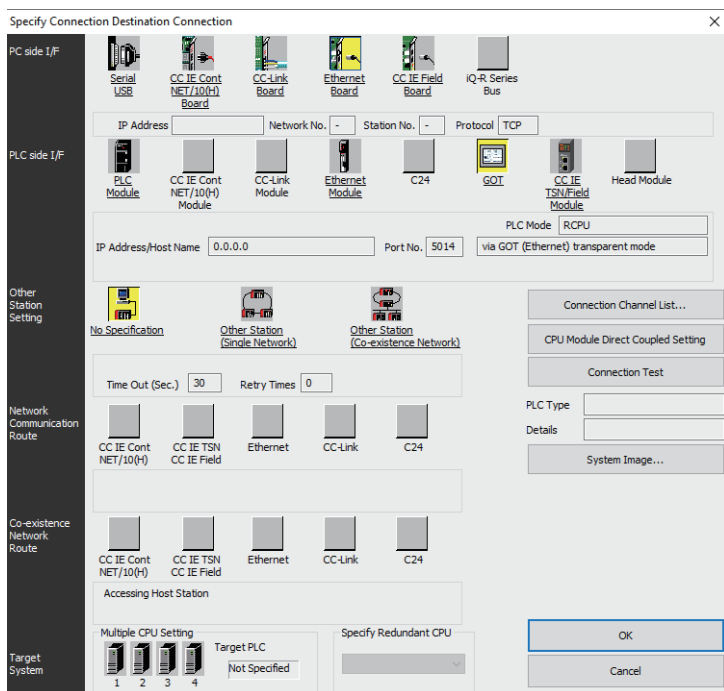 Specify Connection Destination Connection
PC side I/F
Serial
USB
CC IE Cont
NET/10(H)
Board
CC-Link
Board
Ethernet
Board
CC IE Field
Board
iQ-R Series
Bus
IP Address
Network No. -
Station No. -
Protocol TCP
PLC side I/F
PLC
Module
CC IE Cont
NET/10(H)
Module
CC-Link
Module
Ethernet
Module
C24
GOT
CC IE
TSN/Field
Module
Head Module
PLC Mode RCPU
IP Address/Host Name 0.0.0.0
Port No. 5014
via GOT (Ethernet) transparent mode
Other
Station
Setting
No Specification
Other Station
(Single Network)
Other Station
(Co-existence Network)
Connection Channel List...
CPU Module Direct Coupled Setting
Connection Test
Time Out (Sec.) 30
Retry Times 0
PLC Type
Details
System Image...
Network
Communication
Route
CC IE Cont
NET/10(H)
CC IE TSN
CC IE Field
Ethernet
CC-Link
C24
Co-existence
Network
Route
CC IE Cont
NET/10(H)
CC IE TSN
CC IE Field
Ethernet
CC-Link
C24
Accessing Host Station
Target
System
Multiple CPU Setting
1 2 3 4
Target PLC
Not Specified
Specify Redundant CPU
OK
Cancel